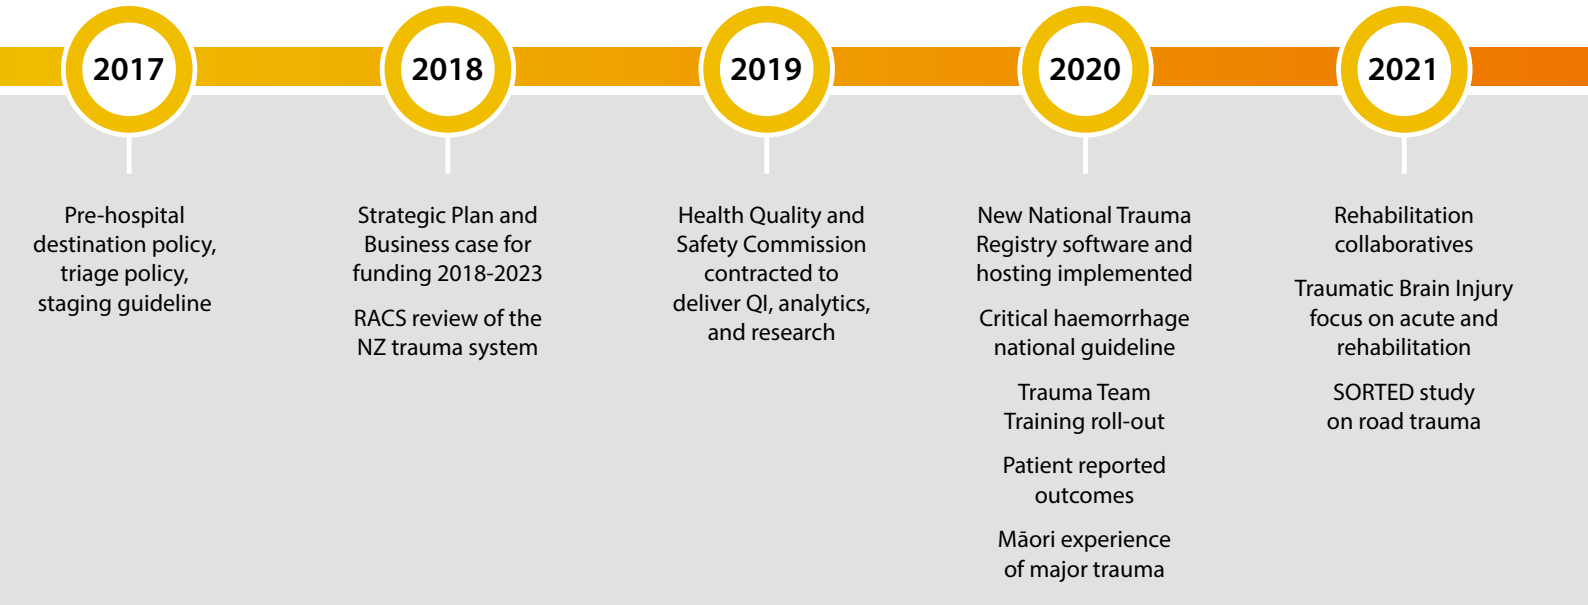 2017
Pre-hospital
destination policy,
triage policy,
staging guideline
2018
Strategic Plan and
Business case for
funding 2018-2023
RACS review of the
NZ trauma system
2019
Health Quality and
Safety Commission
contracted to
deliver QI, analytics,
and research
2020
New National Trauma
Registry software and
hosting implemented
Critical haemorrhage
national guideline
Trauma Team
Training roll-out
Patient reported
outcomes
Māori experience
of major trauma
2021
Rehabilitation
collaboratives
Traumatic Brain Injury
focus on acute and
rehabilitation
SORTED study
on road trauma